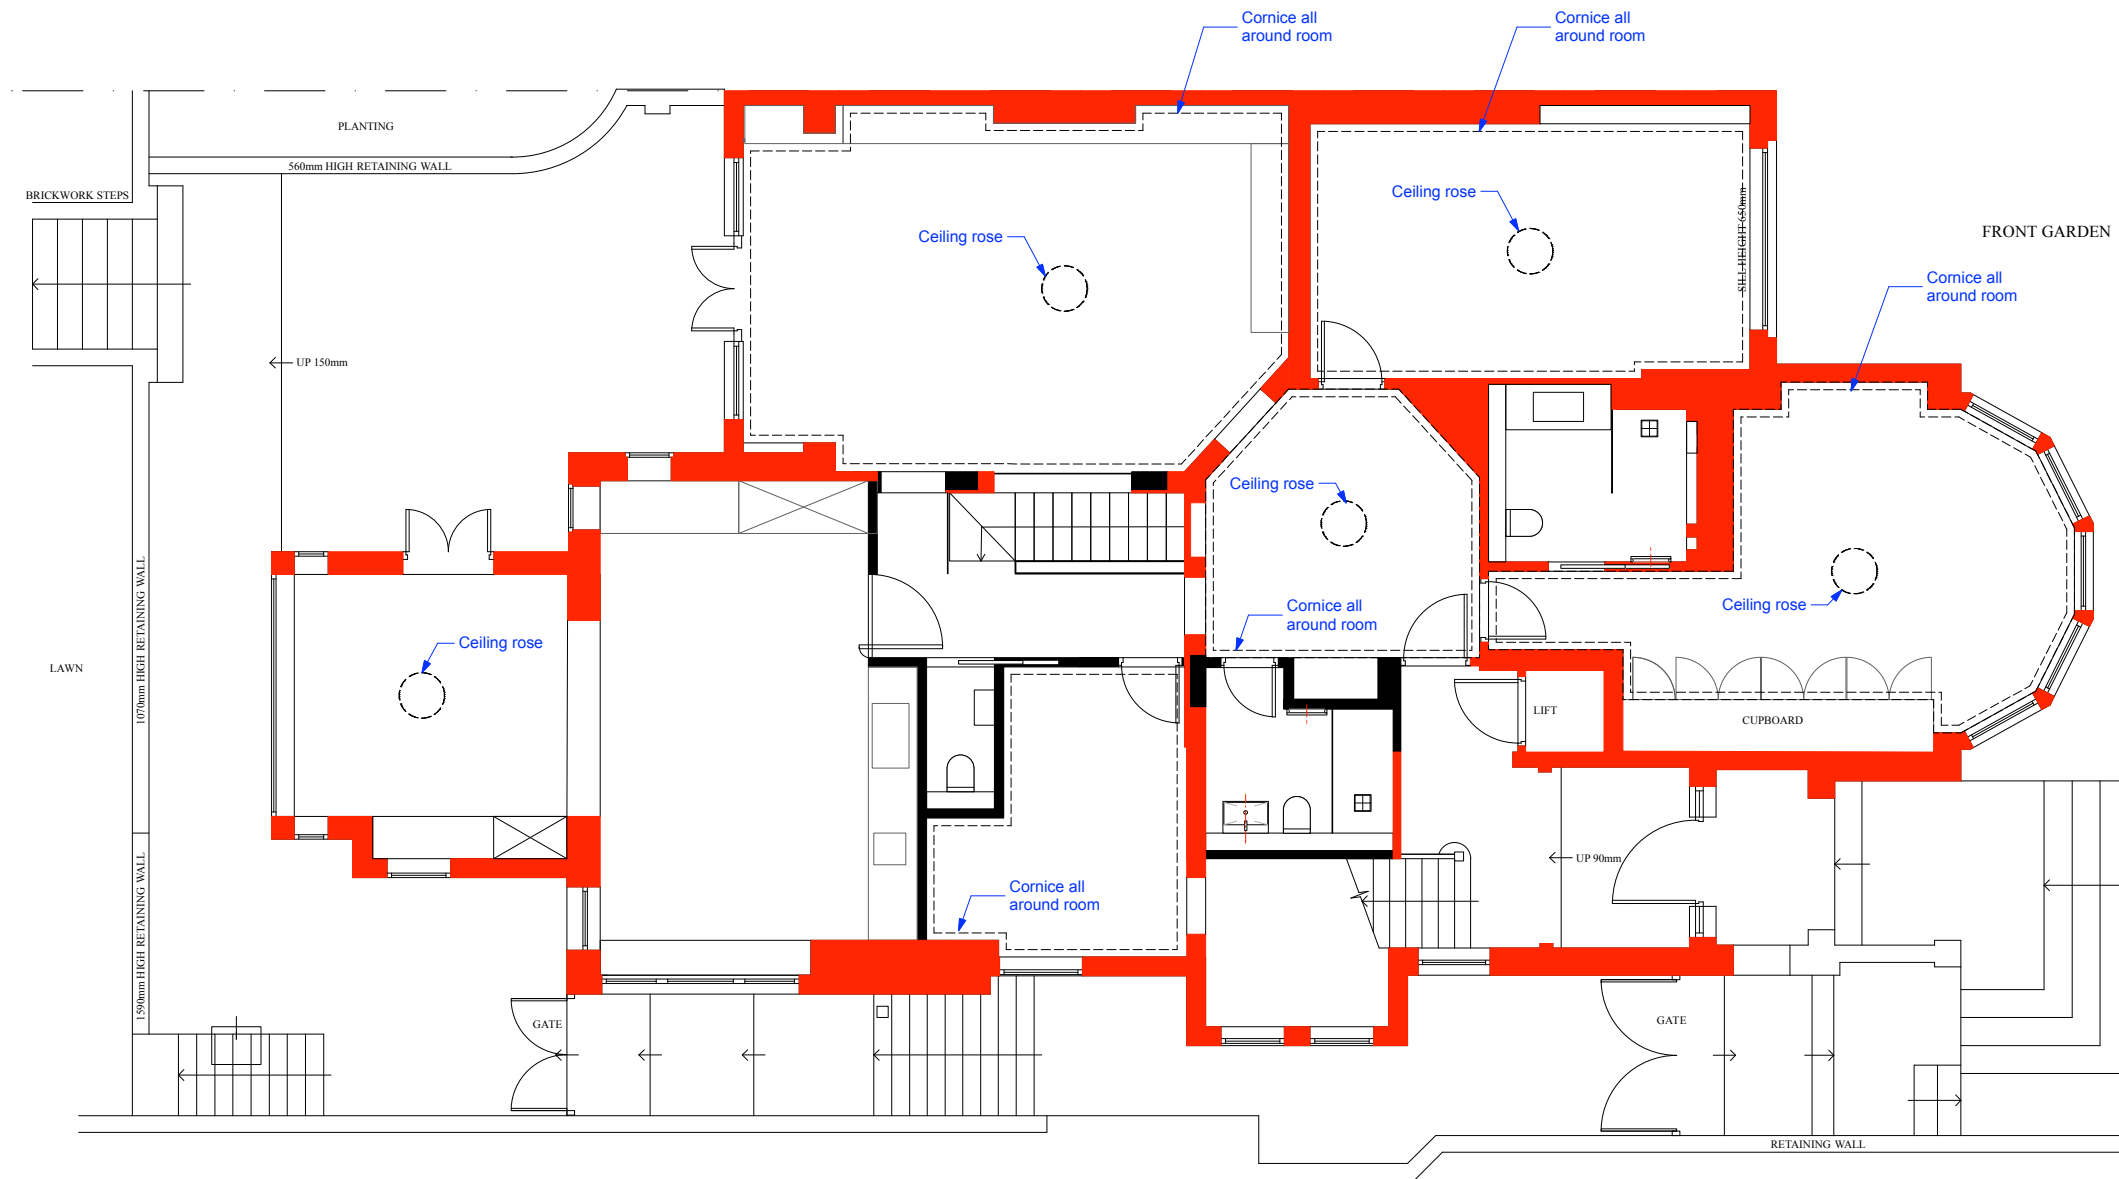 Cornice all
around room
Cornice all
around room
PLANTING
560mm HIGH RETAINING WALL
BRICKWORK STEPS
Ceiling rose
Ceiling rose
SILL HEIGHT 650mm
FRONT GARDEN
Cornice all
around room
UP 150mm
Ceiling rose
Ceiling rose
Cornice all
around room
Ceiling rose
LAWN
1070mm HIGH RETAINING WALL
LIFT
CUPBOARD
UP 90mm
Cornice all
around room
1590mm HIGH RETAINING WALL
GATE
GATE
RETAINING WALL